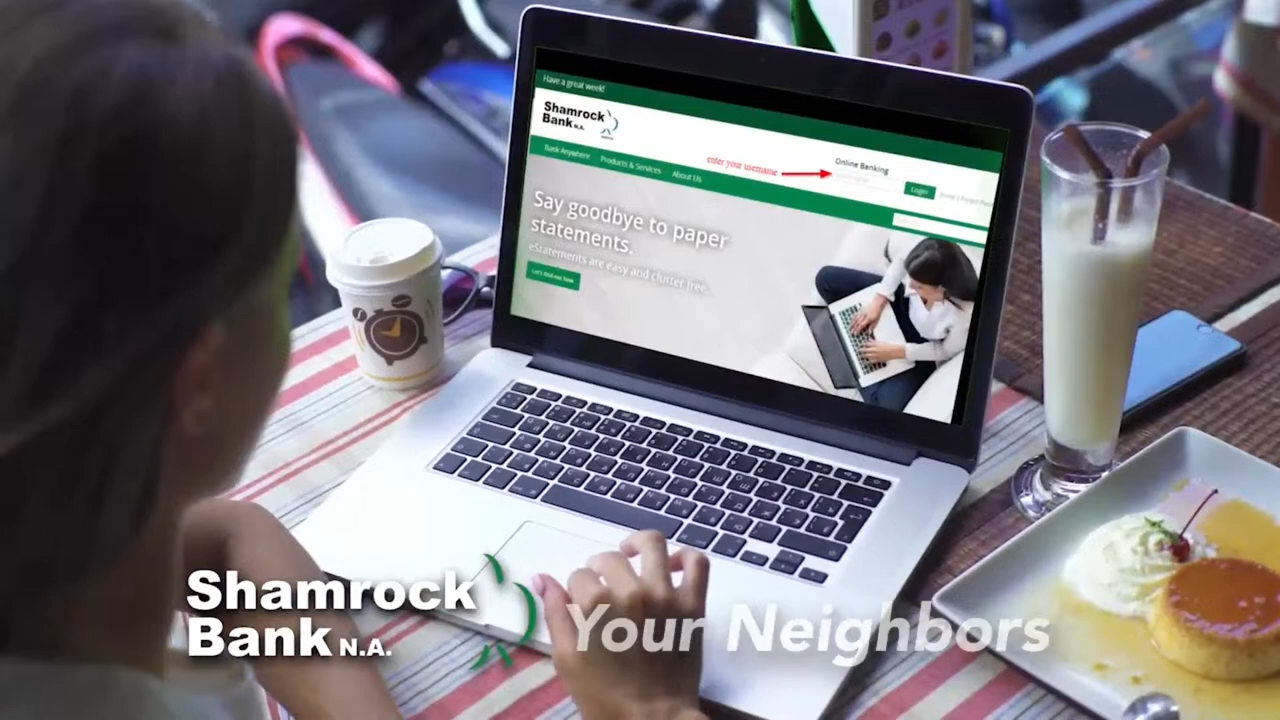 Have a great week!
Shamrock
Bank N.A.
Online Banking
enter your username
Login
Bank Anywhere
Products & Services
About Us
Say goodbye to paper
statements.
eStatements are easy and clutter free.
Let's find out how
Shamrock
Bank N.A.
Your Neighbors